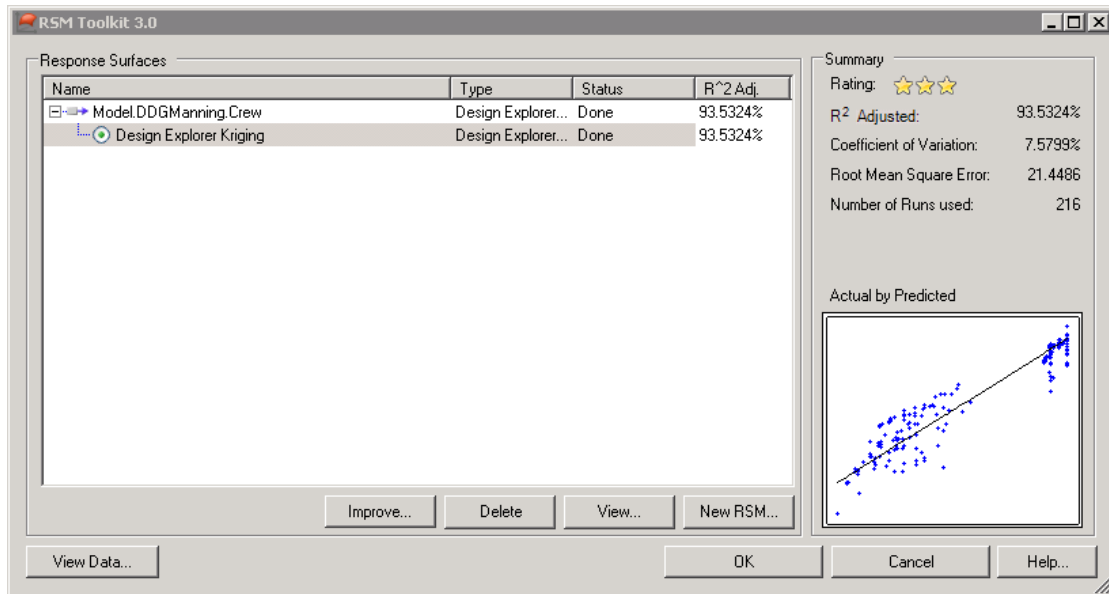 RSM Toolkit 3.0
Response Surfaces
Name Type Status R^2 Adj.
Model.DDGManning.Crew Design Explorer... Done 93.5324%
Design Explorer Kriging Design Explorer... Done 93.5324%
Improve... Delete View... New RSM...
Summary
Rating:
R² Adjusted: 93.5324%
Coefficient of Variation: 7.5799%
Root Mean Square Error: 21.4486
Number of Runs used: 216
Actual by Predicted
View Data... OK Cancel Help...